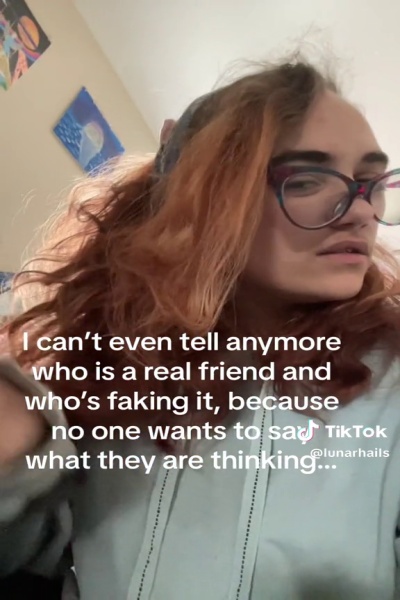 I can’t even tell anymore
who is a real friend and
who’s faking it, because
no one wants to say
what they are thinking...
TikTok
@lunarhails